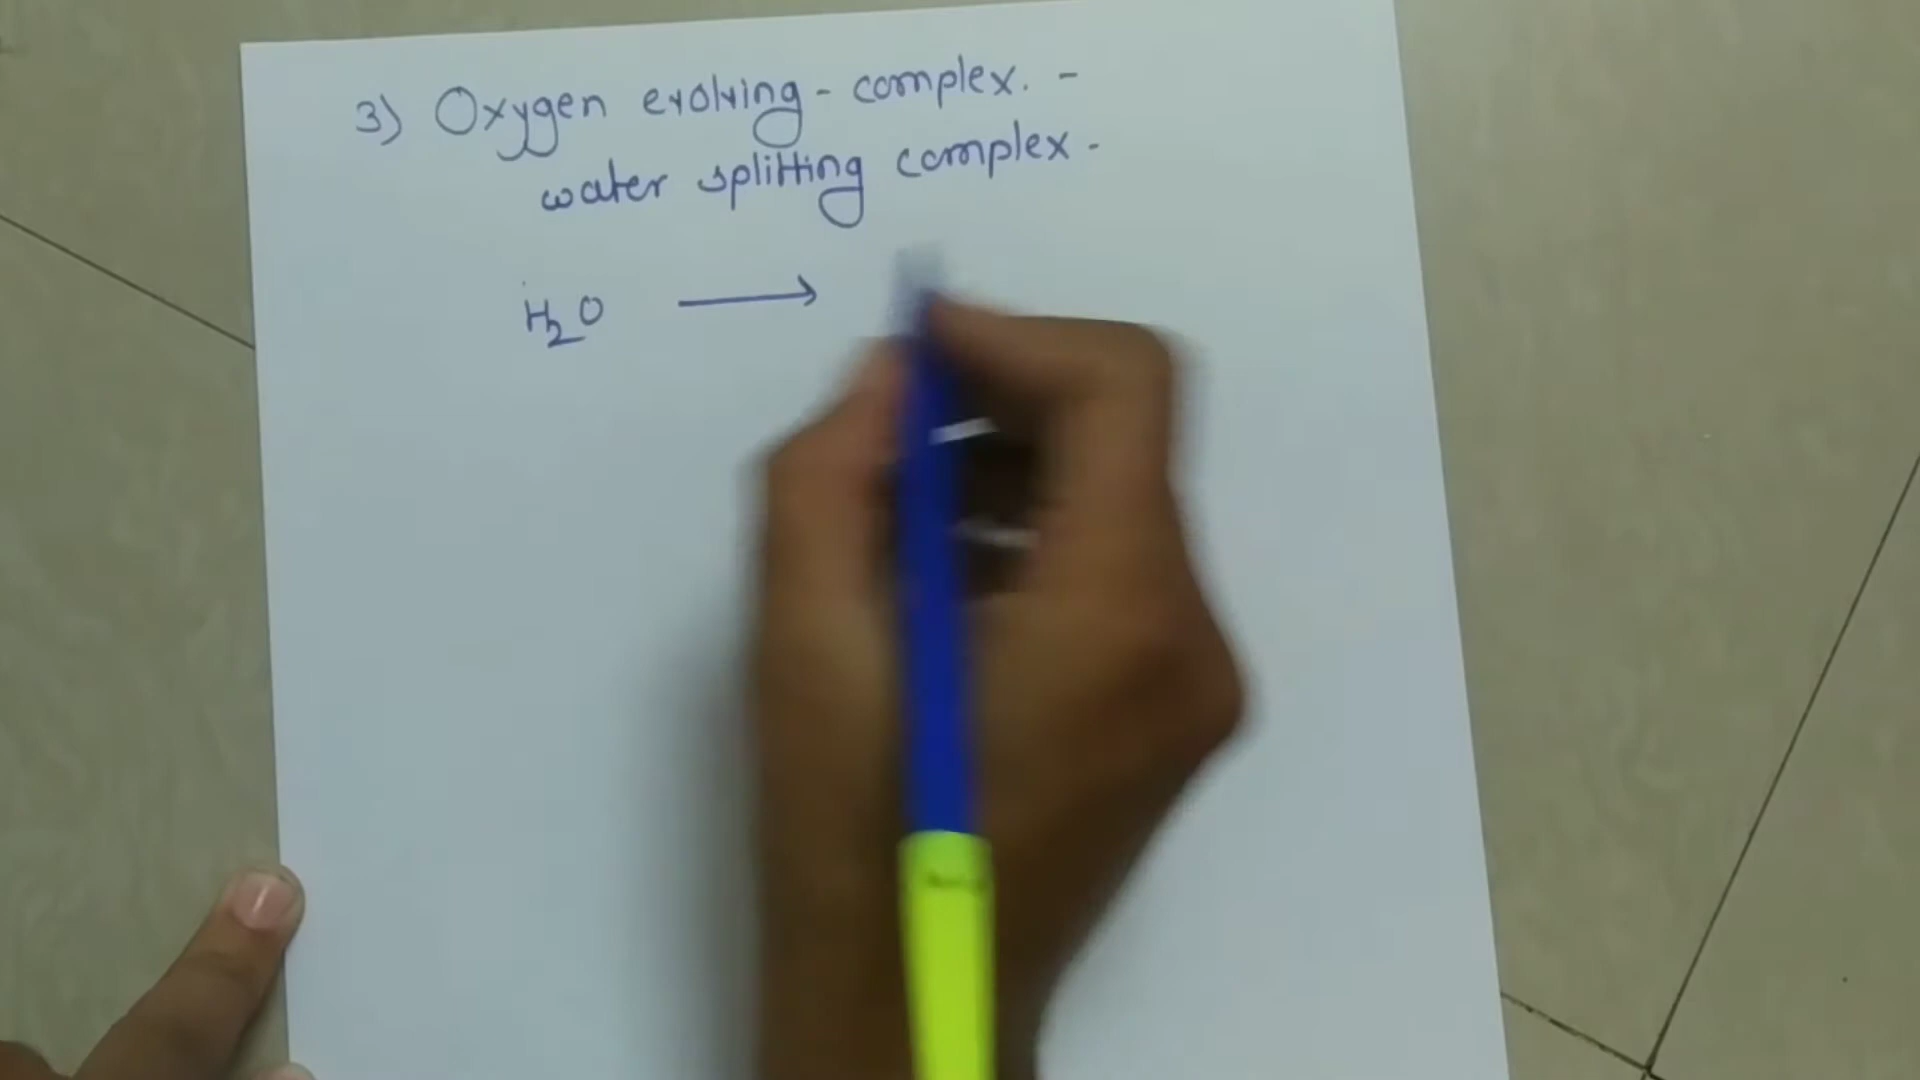 3) Oxygen evolving - complex. -
water splitting complex -
H₂O ⟶